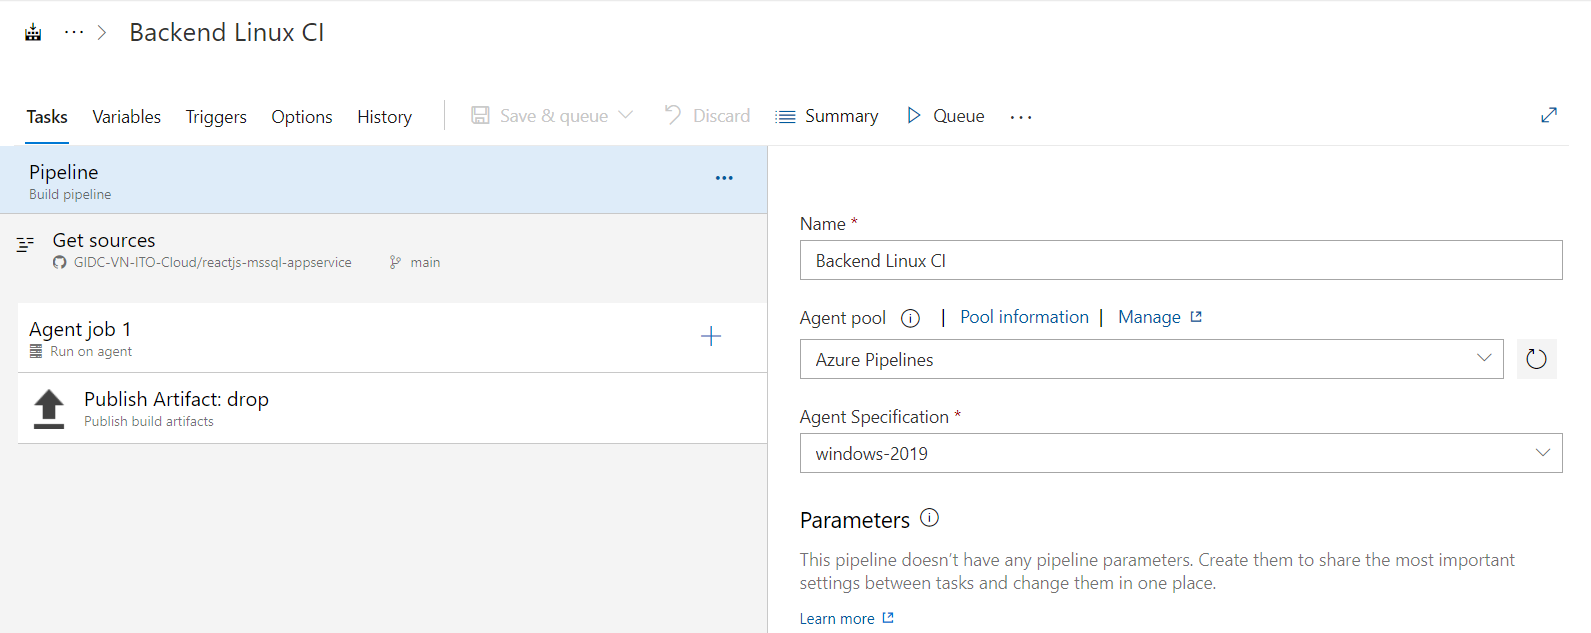 ··· > Backend Linux CI
Tasks Variables Triggers Options History Save & queue Discard Summary Queue ···
Pipeline ···
Build pipeline
Get sources
GIDC-VN-ITO-Cloud/reactjs-mssql-appservice main
Agent job 1
Run on agent
Publish Artifact: drop
Publish build artifacts
Name *
Backend Linux CI
Agent pool | Pool information | Manage
Azure Pipelines
Agent Specification *
windows-2019
Parameters
This pipeline doesn't have any pipeline parameters. Create them to share the most important
settings between tasks and change them in one place.
Learn more